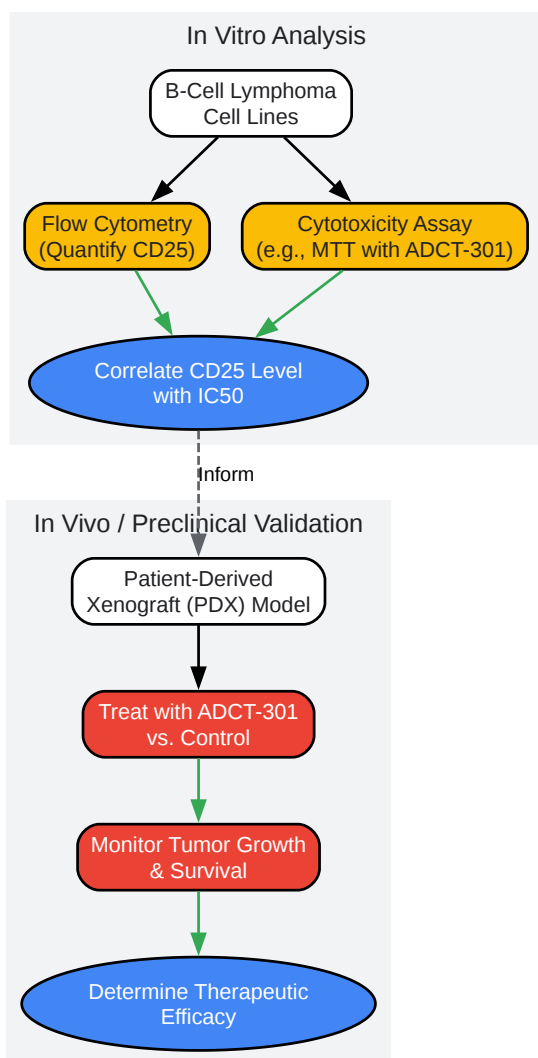 In Vitro Analysis
B-Cell Lymphoma
Cell Lines
Flow Cytometry
(Quantify CD25)
Cytotoxicity Assay
(e.g., MTT with ADCT-301)
Correlate CD25 Level
with IC50
Inform
In Vivo / Preclinical Validation
Patient-Derived
Xenograft (PDX) Model
Treat with ADCT-301
vs. Control
Monitor Tumor Growth
& Survival
Determine Therapeutic
Efficacy